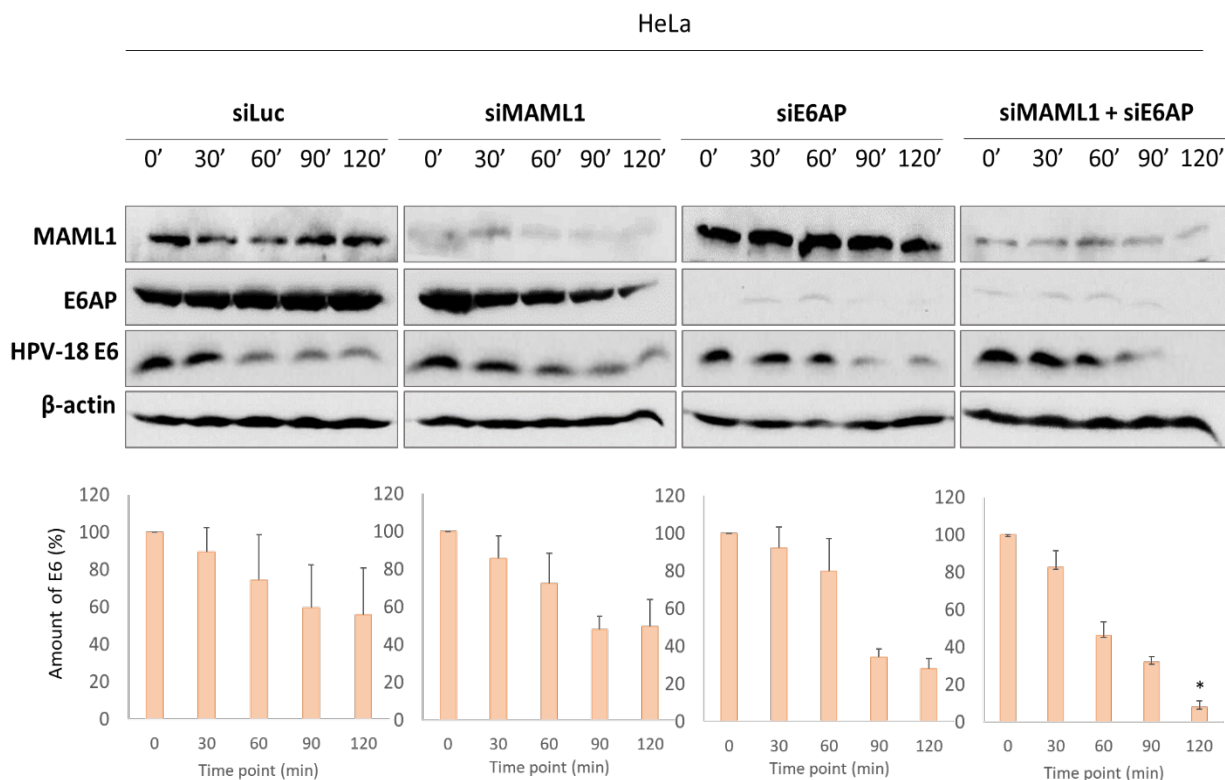 HeLa
siLuc siMAML1 siE6AP siMAML1 + siE6AP
0’ 30’ 60’ 90’ 120’ 0’ 30’ 60’ 90’ 120’ 0’ 30’ 60’ 90’ 120’ 0’ 30’ 60’ 90’ 120’
MAML1
E6AP
HPV-18 E6
β-actin
120 120 120 120
100 100 100 100
80 80 80 80
60 60 60 60
40 40 40 40
20 20 20 20
0 0 0 0
Amount of E6 (%)
*
0 30 60 90 120 0 30 60 90 120 0 30 60 90 120 0 30 60 90 120
Time point (min) Time point (min) Time point (min) Time point (min)